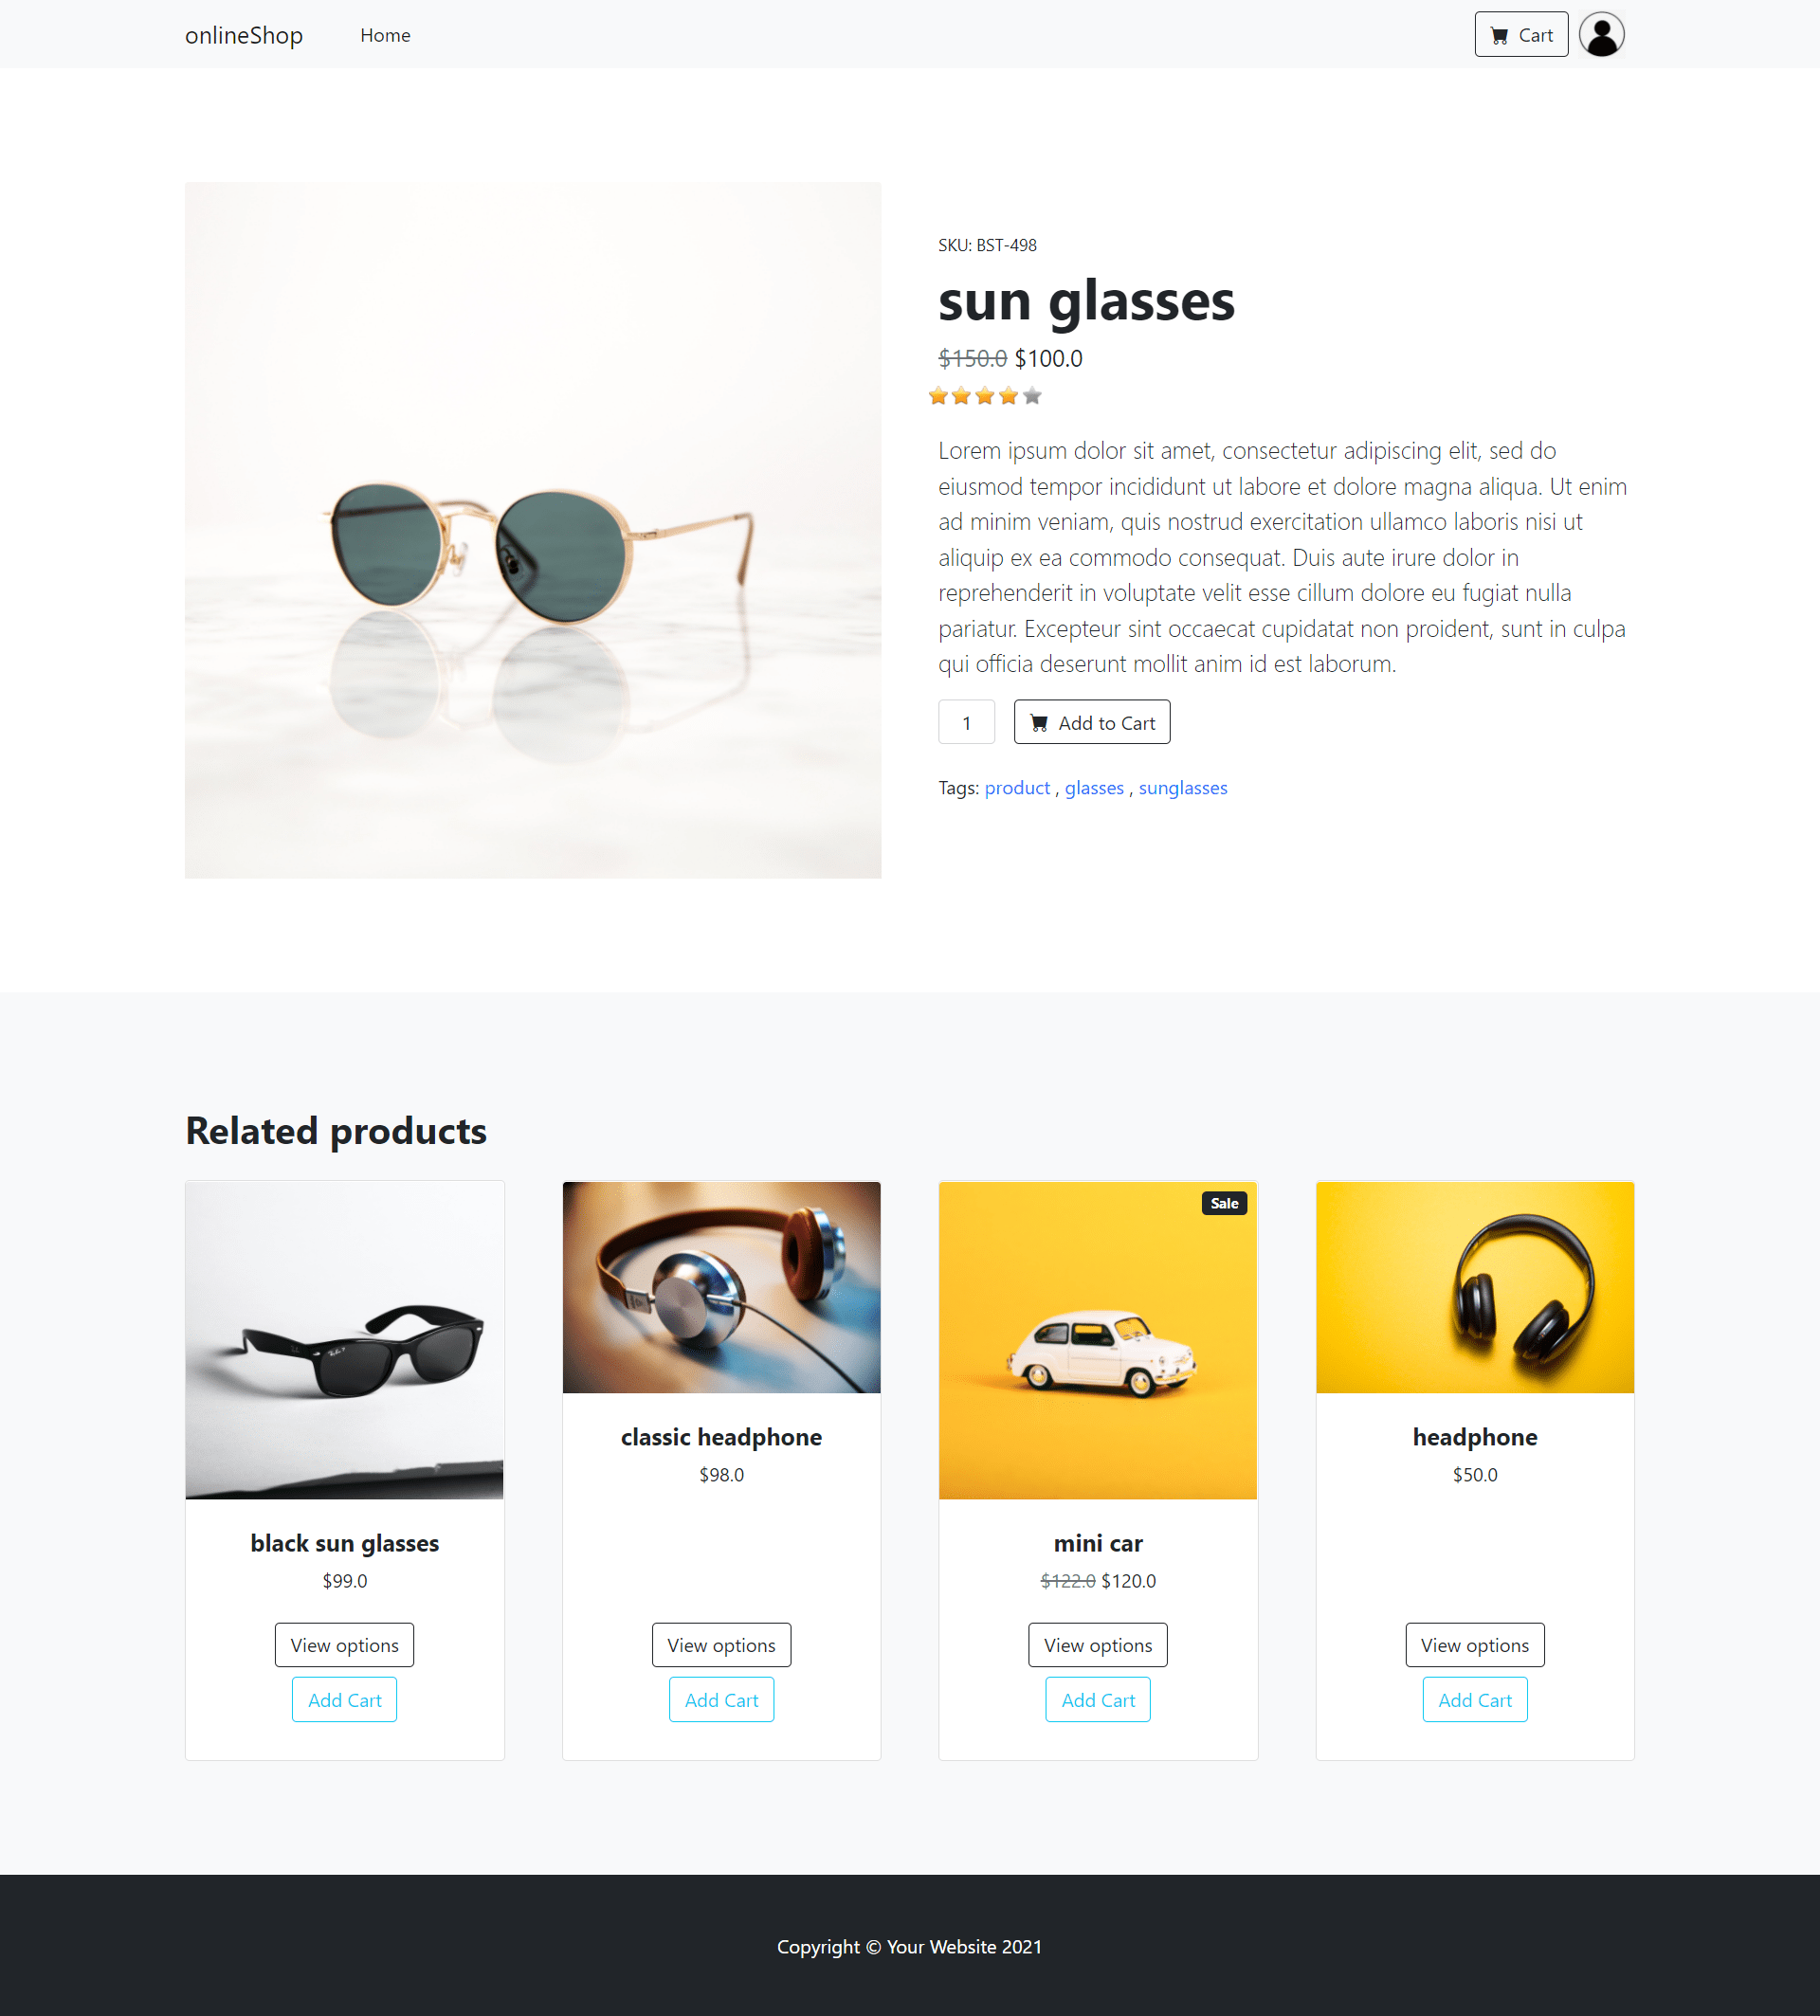 onlineShop
Home
Cart
SKU: BST-498
sun glasses
$150.0 $100.0
Lorem ipsum dolor sit amet, consectetur adipiscing elit, sed do
eiusmod tempor incididunt ut labore et dolore magna aliqua. Ut enim
ad minim veniam, quis nostrud exercitation ullamco laboris nisi ut
aliquip ex ea commodo consequat. Duis aute irure dolor in
reprehenderit in voluptate velit esse cillum dolore eu fugiat nulla
pariatur. Excepteur sint occaecat cupidatat non proident, sunt in culpa
qui officia deserunt mollit anim id est laborum.
1
Add to Cart
Tags: product , glasses , sunglasses
Related products
black sun glasses
$99.0
View options
Add Cart
classic headphone
$98.0
View options
Add Cart
Sale
mini car
$122.0 $120.0
View options
Add Cart
headphone
$50.0
View options
Add Cart
Copyright © Your Website 2021